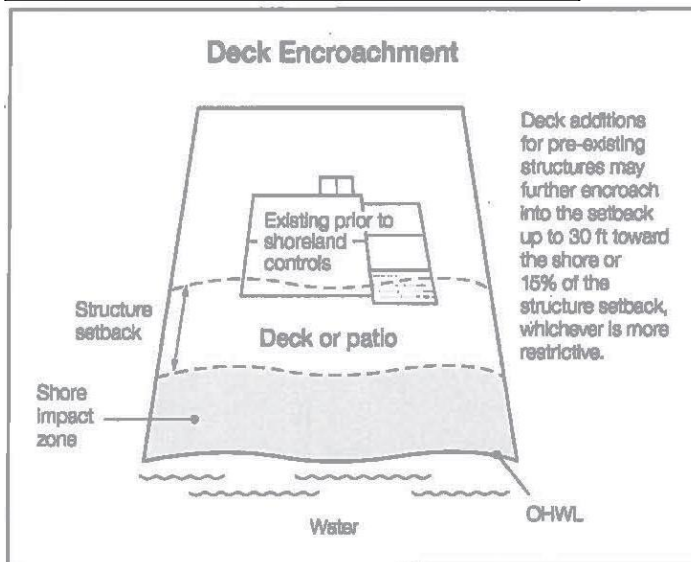 Deck Encroachment
Deck additions
for pre-existing
structures may
further encroach
into the setback
up to 30 ft toward
the shore or
15% of the
structure setback,
whichever is more
restrictive.
Existing prior to
shoreland
controls
Structure
setback
Deck or patio
Shore
impact
zone
OHWL
Water